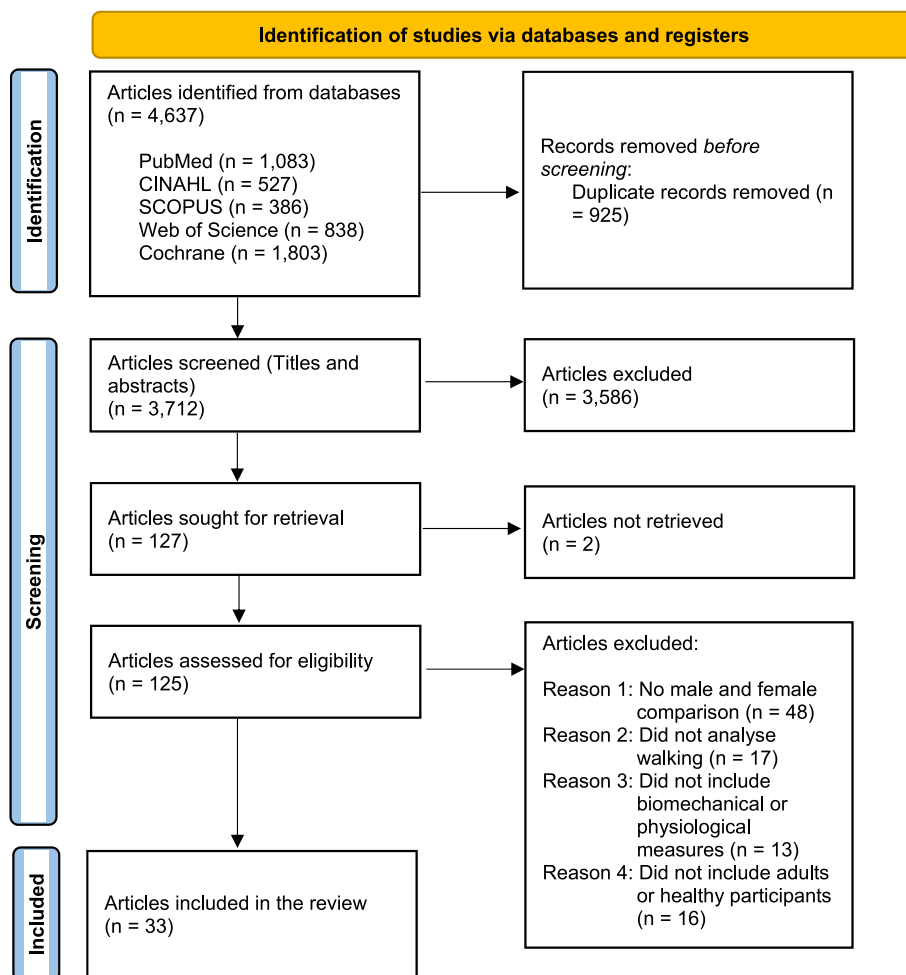 Identification of studies via databases and registers
Identification
Articles identified from databases
(n = 4,637)
PubMed (n = 1,083)
CINAHL (n = 527)
SCOPUS (n = 386)
Web of Science (n = 838)
Cochrane (n = 1,803)
Records removed before
screening:
Duplicate records removed (n
= 925)
Screening
Articles screened (Titles and
abstracts)
(n = 3,712)
Articles excluded
(n = 3,586)
Articles sought for retrieval
(n = 127)
Articles not retrieved
(n = 2)
Articles assessed for eligibility
(n = 125)
Articles excluded:
Reason 1: No male and female
comparison (n = 48)
Reason 2: Did not analyse
walking (n = 17)
Reason 3: Did not include
biomechanical or
physiological
measures (n = 13)
Reason 4: Did not include adults
or healthy participants
(n = 16)
Included
Articles included in the review
(n = 33)